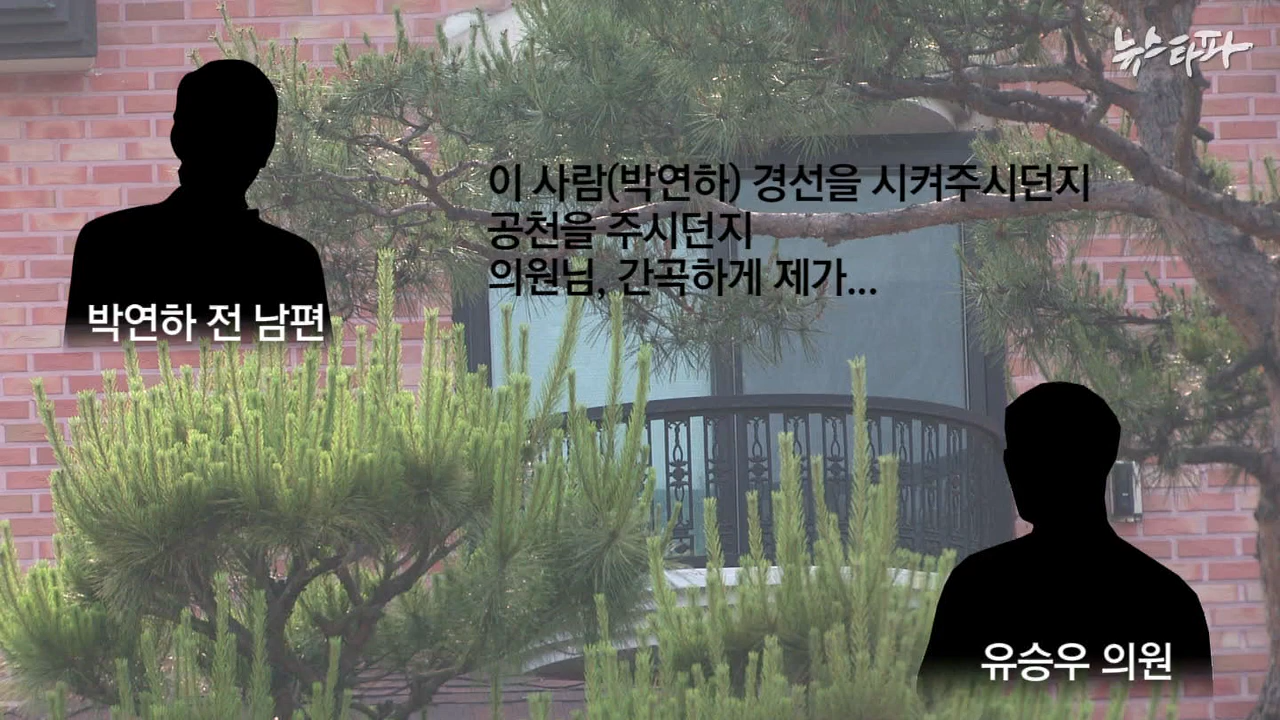 뉴스타파
이 사람(박연하) 경선을 시켜주시던지
공천을 주시던지
의원님, 간곡하게 제가...
박연하 전 남편
유승우 의원